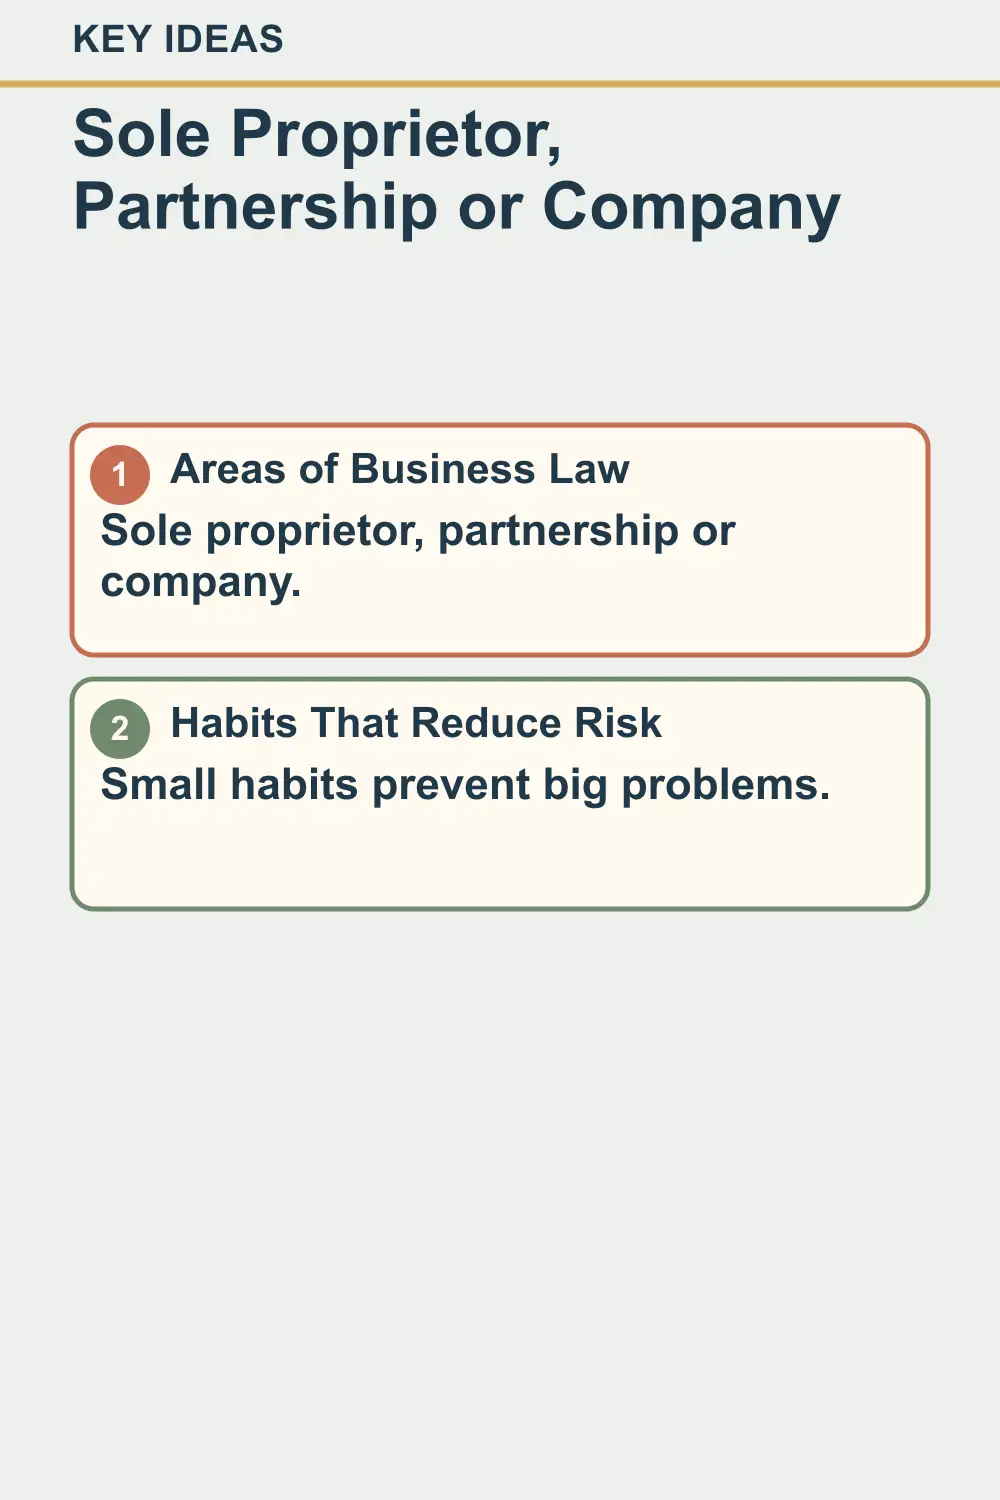 KEY IDEAS
Sole Proprietor,
Partnership or Company
1 Areas of Business Law
Sole proprietor, partnership or
company.
2 Habits That Reduce Risk
Small habits prevent big problems.